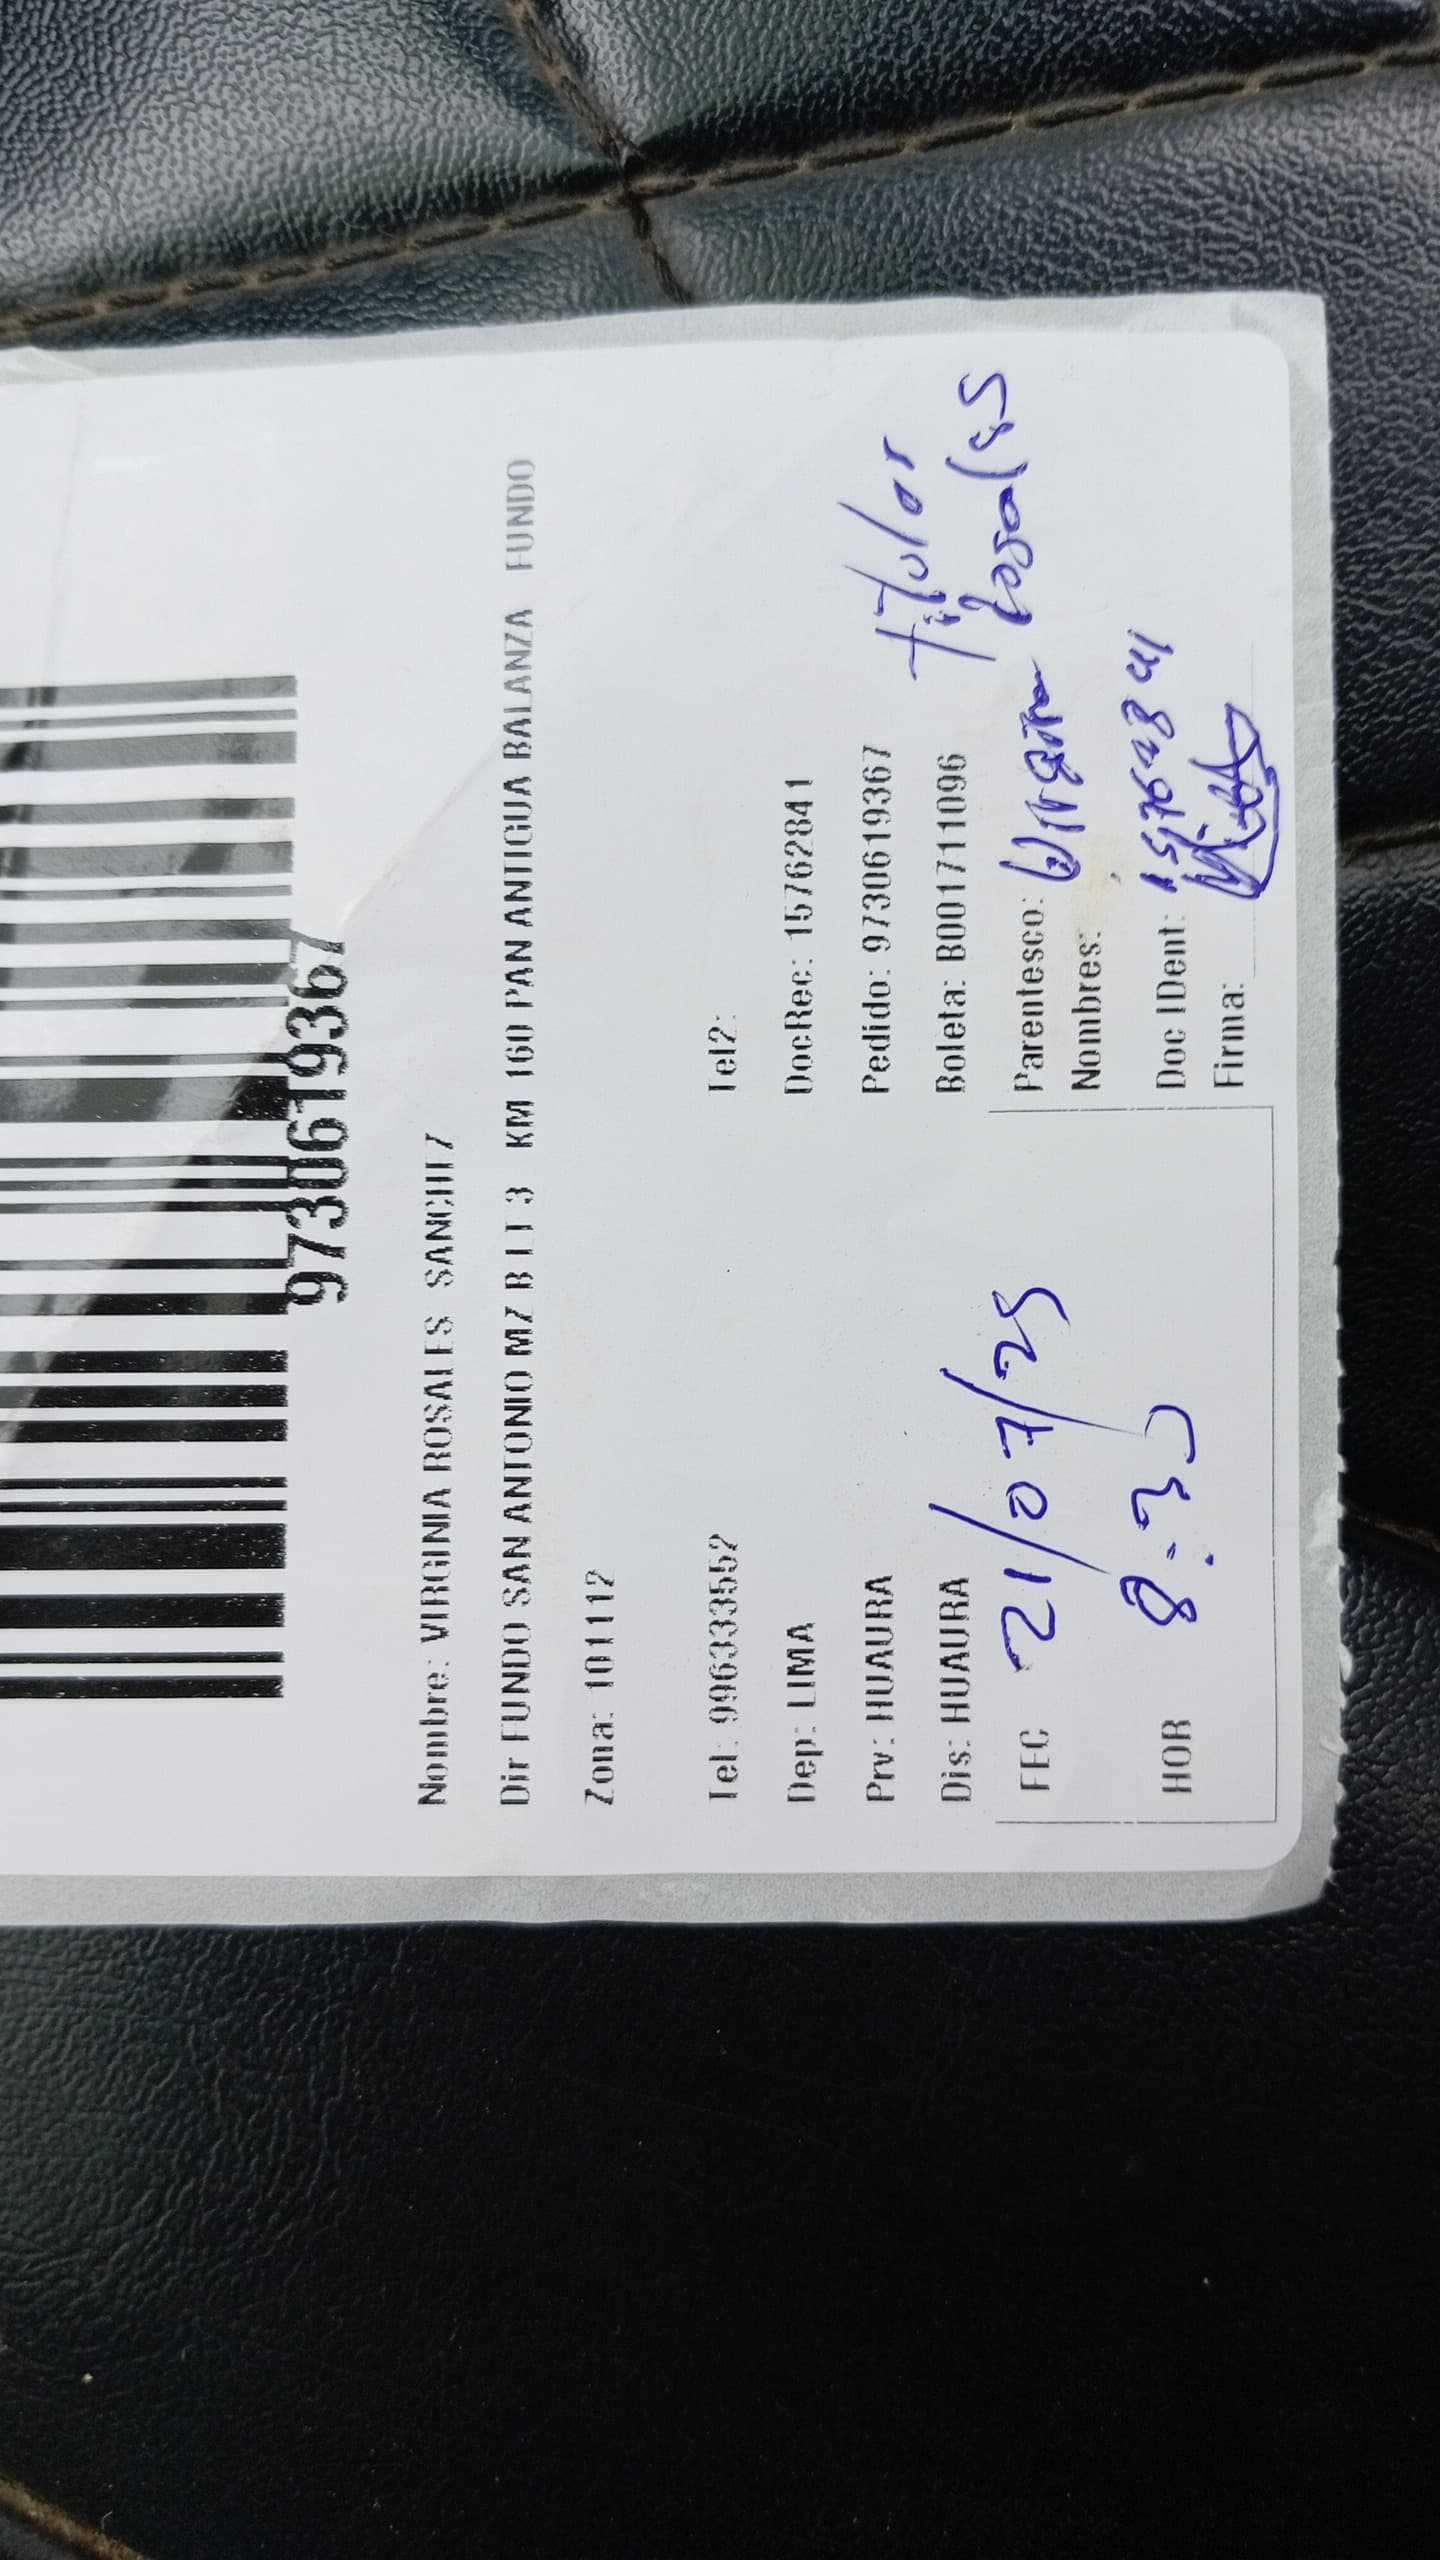 9730619367
Nombre: VIRGINIA ROSALES SANCHEZ
Dir FUNDO SAN ANTONIO MZ B LT 3 KM 160 PAN ANTIGUA BALANZA FUNDO
Zona: 101112
Tel: 996333552 Tel2:
Dep: LIMA DocRec: 15762841
Prv: HUAURA Pedido: 9730619367
titular
Dis: HUAURA Boleta: B001711096
FEC 21/07/25 Parentesco: Virginia Rosales
Nombres:
HOR 8:35 Doc IDent:
Firma: